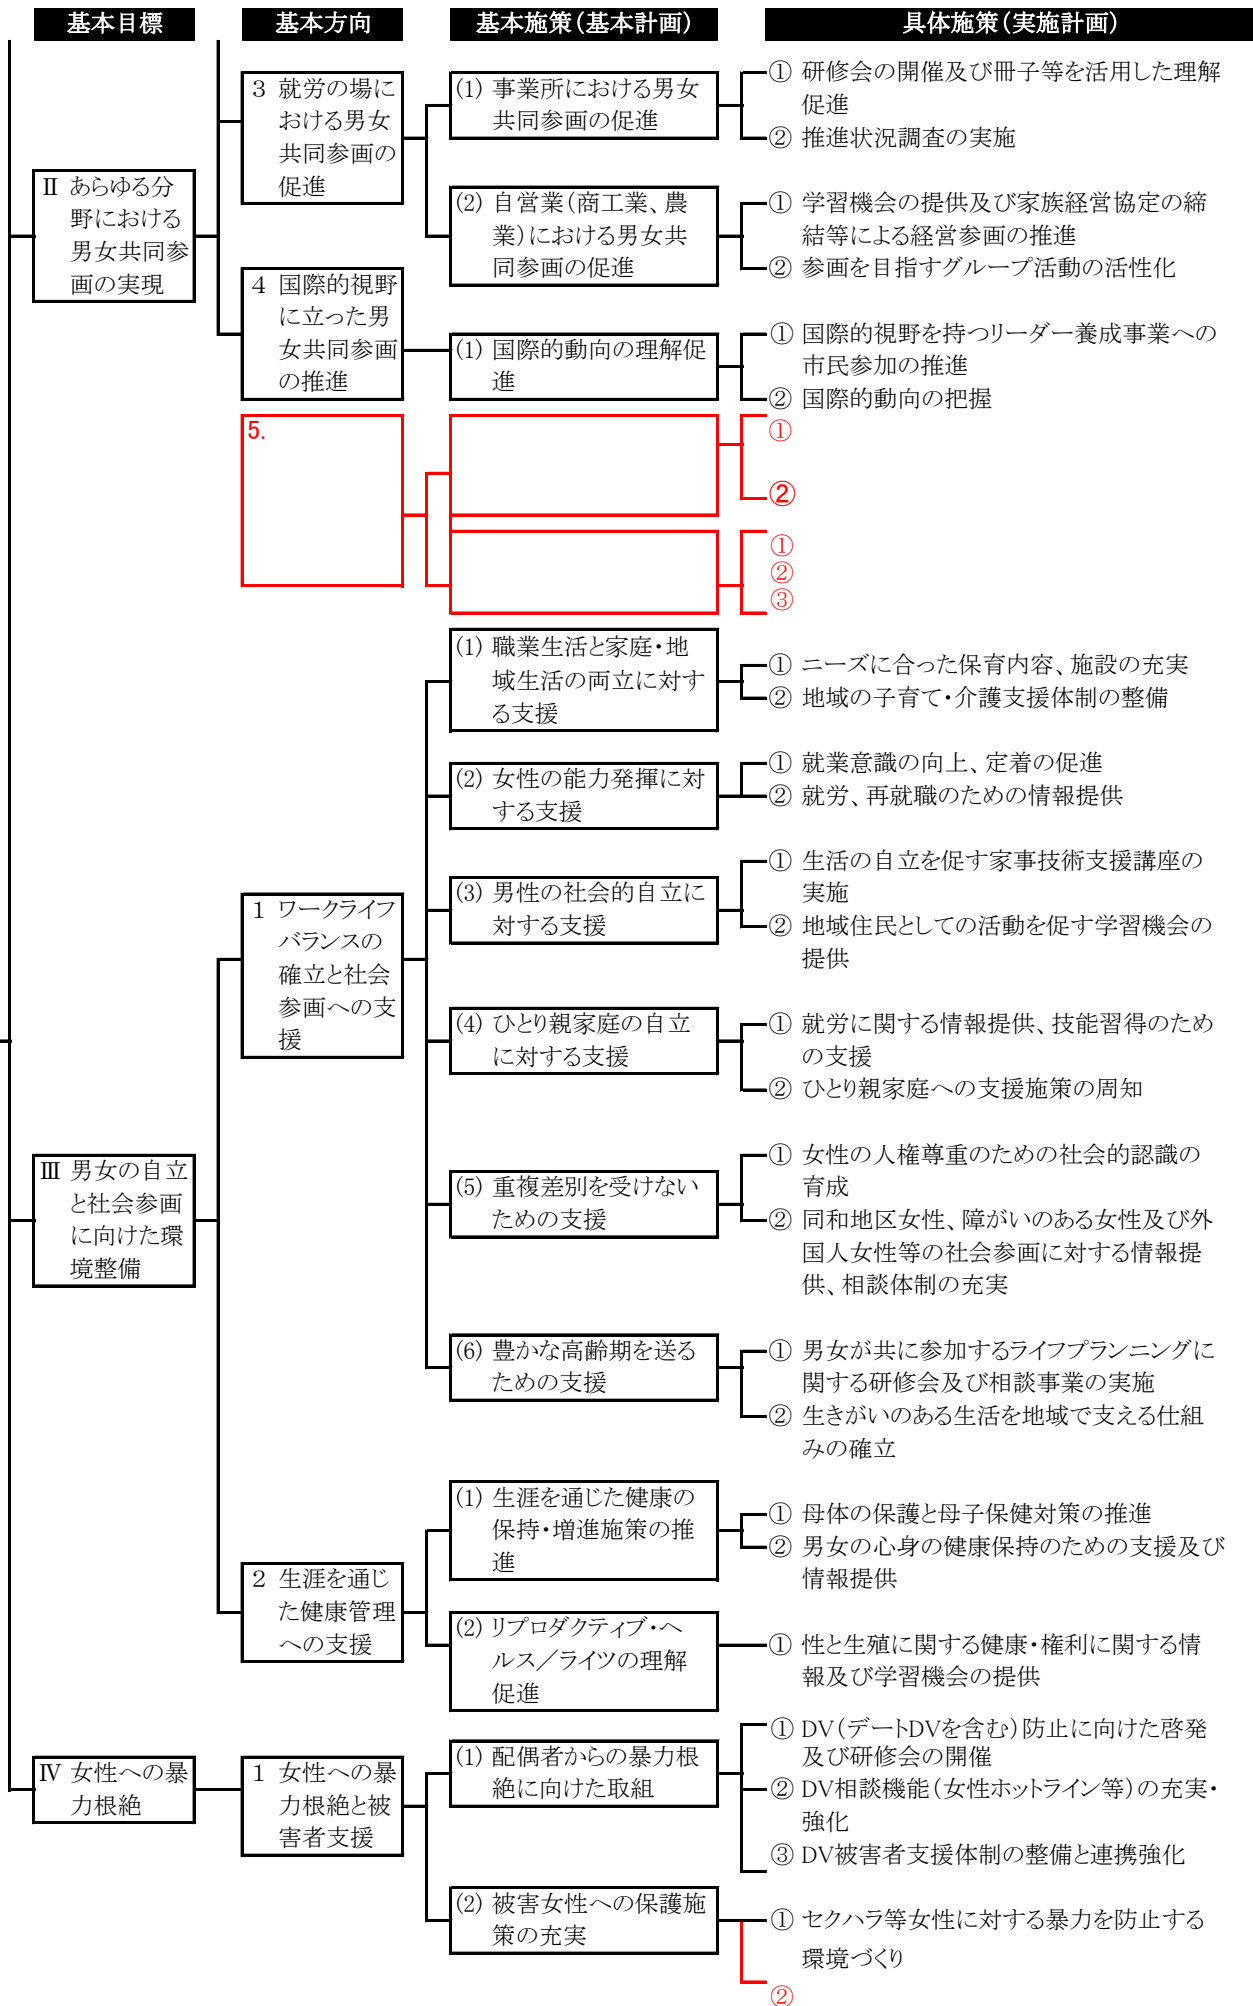 基本目標
基本方向
基本施策(基本計画)
具体施策(実施計画)
Ⅱ あらゆる分
野における
男女共同参
画の実現
3 就労の場に
おける男女
共同参画の
促進
(1) 事業所における男女
共同参画の促進
① 研修会の開催及び冊子等を活用した理解
促進
② 推進状況調査の実施
(2) 自営業(商工業、農
業)における男女共
同参画の促進
① 学習機会の提供及び家族経営協定の締
結等による経営参画の推進
② 参画を目指すグループ活動の活性化
4 国際的視野
に立った男
女共同参画
の推進
(1) 国際的動向の理解促
進
① 国際的視野を持つリーダー養成事業への
市民参加の推進
② 国際的動向の把握
5.
①
②
①
②
③
Ⅲ 男女の自立
と社会参画
に向けた環
境整備
1 ワークライフ
バランスの
確立と社会
参画への支
援
(1) 職業生活と家庭・地
域生活の両立に対す
る支援
① ニーズに合った保育内容、施設の充実
② 地域の子育て・介護支援体制の整備
(2) 女性の能力発揮に対
する支援
① 就業意識の向上、定着の促進
② 就労、再就職のための情報提供
(3) 男性の社会的自立に
対する支援
① 生活の自立を促す家事技術支援講座の
実施
② 地域住民としての活動を促す学習機会の
提供
(4) ひとり親家庭の自立
に対する支援
① 就労に関する情報提供、技能習得のため
の支援
② ひとり親家庭への支援施策の周知
(5) 重複差別を受けない
ための支援
① 女性の人権尊重のための社会的認識の
育成
② 同和地区女性、障がいのある女性及び外
国人女性等の社会参画に対する情報提
供、相談体制の充実
(6) 豊かな高齢期を送る
ための支援
① 男女が共に参加するライフプランニングに
関する研修会及び相談事業の実施
② 生きがいのある生活を地域で支える仕組
みの確立
2 生涯を通じ
た健康管理
への支援
(1) 生涯を通じた健康の
保持・増進施策の推
進
① 母体の保護と母子保健対策の推進
② 男女の心身の健康保持のための支援及び
情報提供
(2) リプロダクティブ・ヘ
ルス／ライツの理解
促進
① 性と生殖に関する健康・権利に関する情
報及び学習機会の提供
Ⅳ 女性への暴
力根絶
1 女性への暴
力根絶と被
害者支援
(1) 配偶者からの暴力根
絶に向けた取組
① DV(デートDVを含む)防止に向けた啓発
及び研修会の開催
② DV相談機能(女性ホットライン等)の充実・
強化
③ DV被害者支援体制の整備と連携強化
(2) 被害女性への保護施
策の充実
① セクハラ等女性に対する暴力を防止する
環境づくり
②